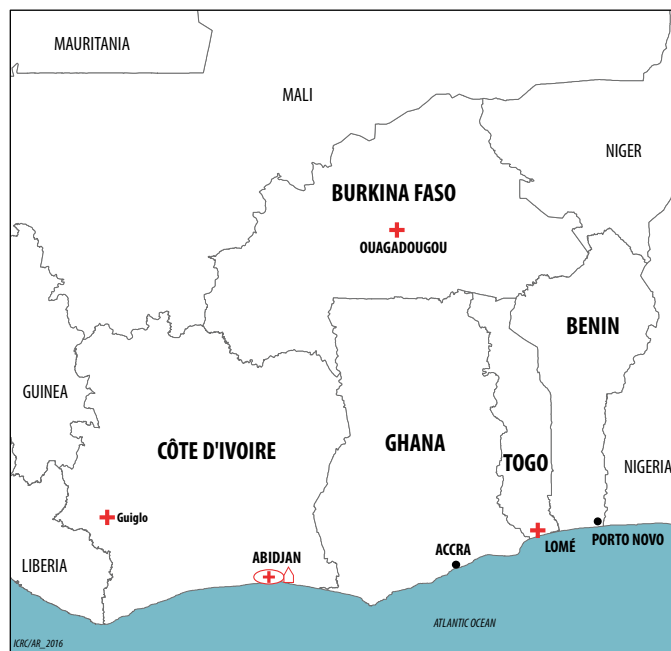 MAURITANIA
MALI
NIGER
BURKINA FASO
OUAGADOUGOU
BENIN
GUINEA
CÔTE D'IVOIRE
GHANA
TOGO
NIGERIA
Guiglo
LIBERIA
ABIDJAN
ACCRA
LOMÉ
PORTO NOVO
ATLANTIC OCEAN
ICRC/AR_2016